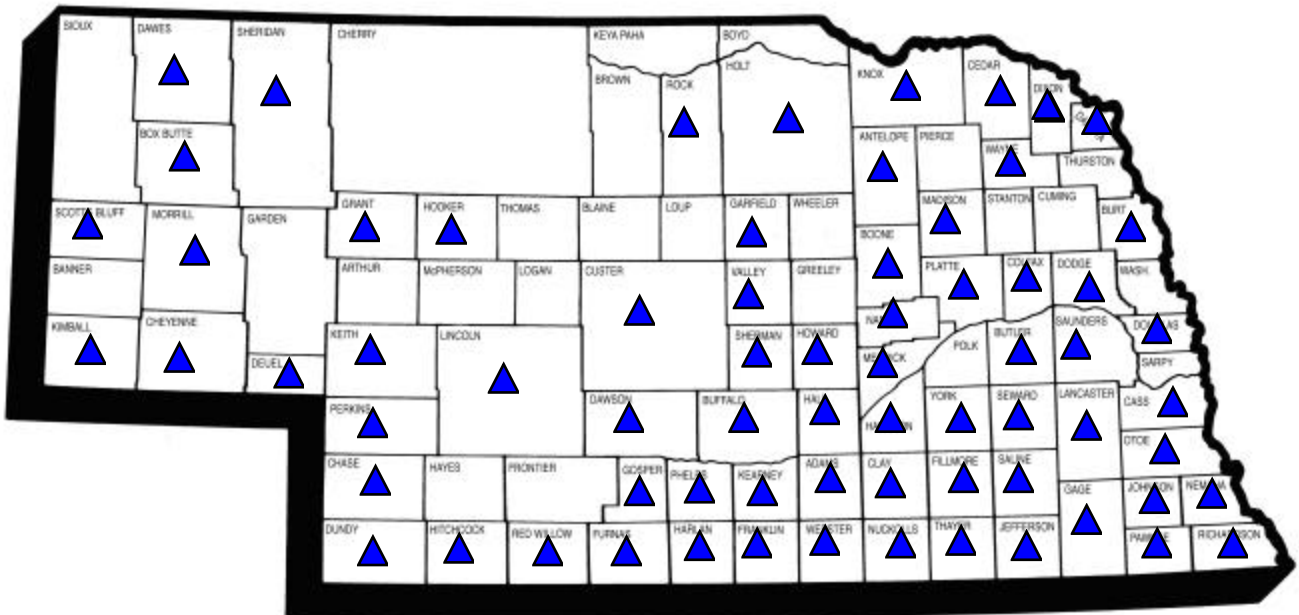 SIOUX
DAWES
SHERIDAN
CHERRY
KEYA PAHA
BOYD
BROWN
ROCK
HOLT
KNOX
CEDAR
DIXON
BOX BUTTE
ANTELOPE
PIERCE
WAYNE
THURSTON
SCOTTS BLUFF
MORRILL
GARDEN
GRANT
HOOKER
THOMAS
BLAINE
LOUP
GARFIELD
WHEELER
MADISON
STANTON
CUMING
BURT
BOONE
BANNER
ARTHUR
McPHERSON
LOGAN
CUSTER
VALLEY
GREELEY
PLATTE
COLFAX
DODGE
WASH.
KIMBALL
CHEYENNE
DEUEL
KEITH
LINCOLN
SHERMAN
HOWARD
POLK
BUTLER
SAUNDERS
SARPY
PERKINS
DAWSON
BUFFALO
HALL
YORK
SEWARD
LANCASTER
CASS
OTOE
CHASE
HAYES
FRONTIER
GOSPER
PHELPS
KEARNEY
ADAMS
CLAY
FILLMORE
SALINE
GAGE
DUNDY
HITCHCOCK
RED WILLOW
FURNAS
HARLAN
FRANKLIN
WEBSTER
NUCKOLLS
THAYER
JEFFERSON